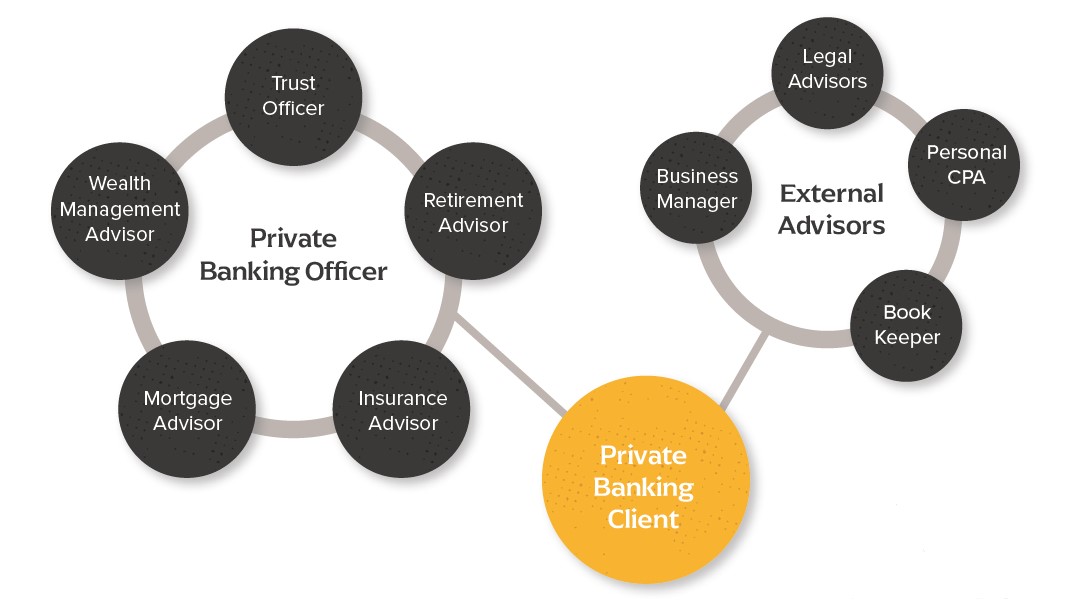 Trust
Officer
Wealth
Management
Advisor
Retirement
Advisor
Private
Banking Officer
Mortgage
Advisor
Insurance
Advisor
Legal
Advisors
Business
Manager
Personal
CPA
External
Advisors
Book
Keeper
Private
Banking
Client